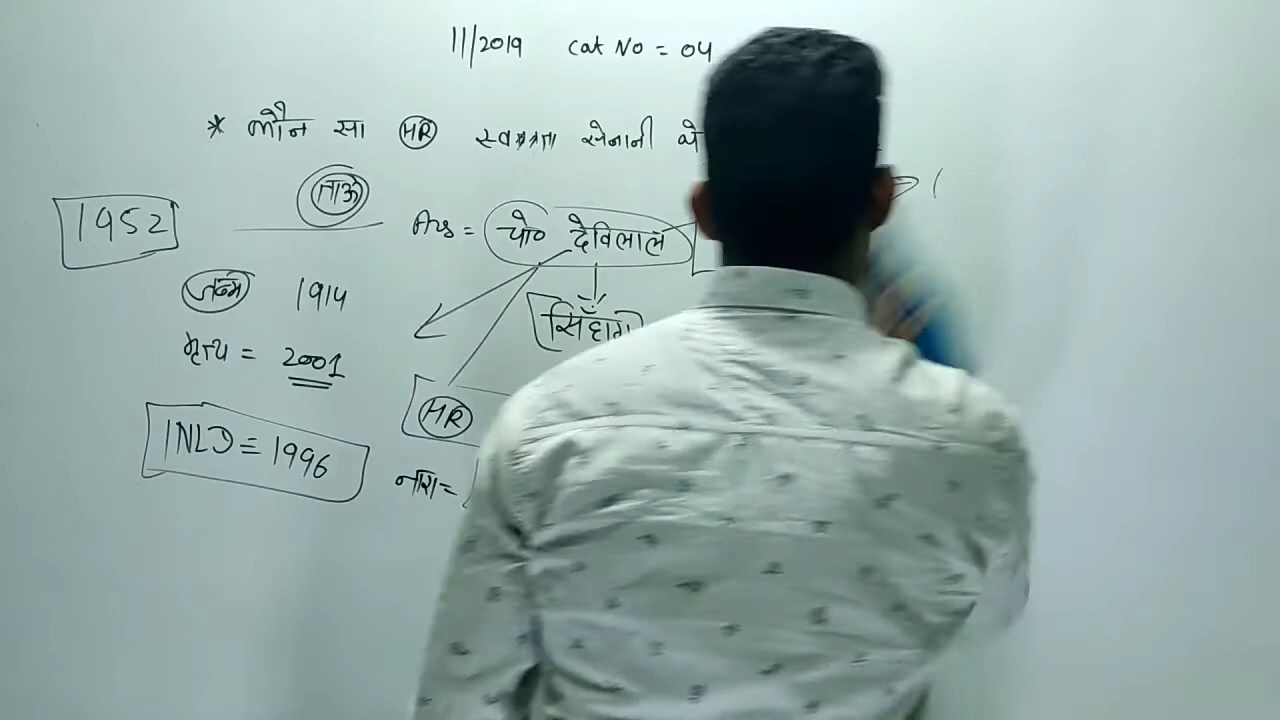 11/2019 Cat No = 04
* कौन सा HR स्वतंत्रता सेनानी थे
1952
ताऊ
Ans = चौ० देविलाल
जन्म 1914
सिँहाग
मृत्यु = 2001
HR
INLD = 1996
नारा =